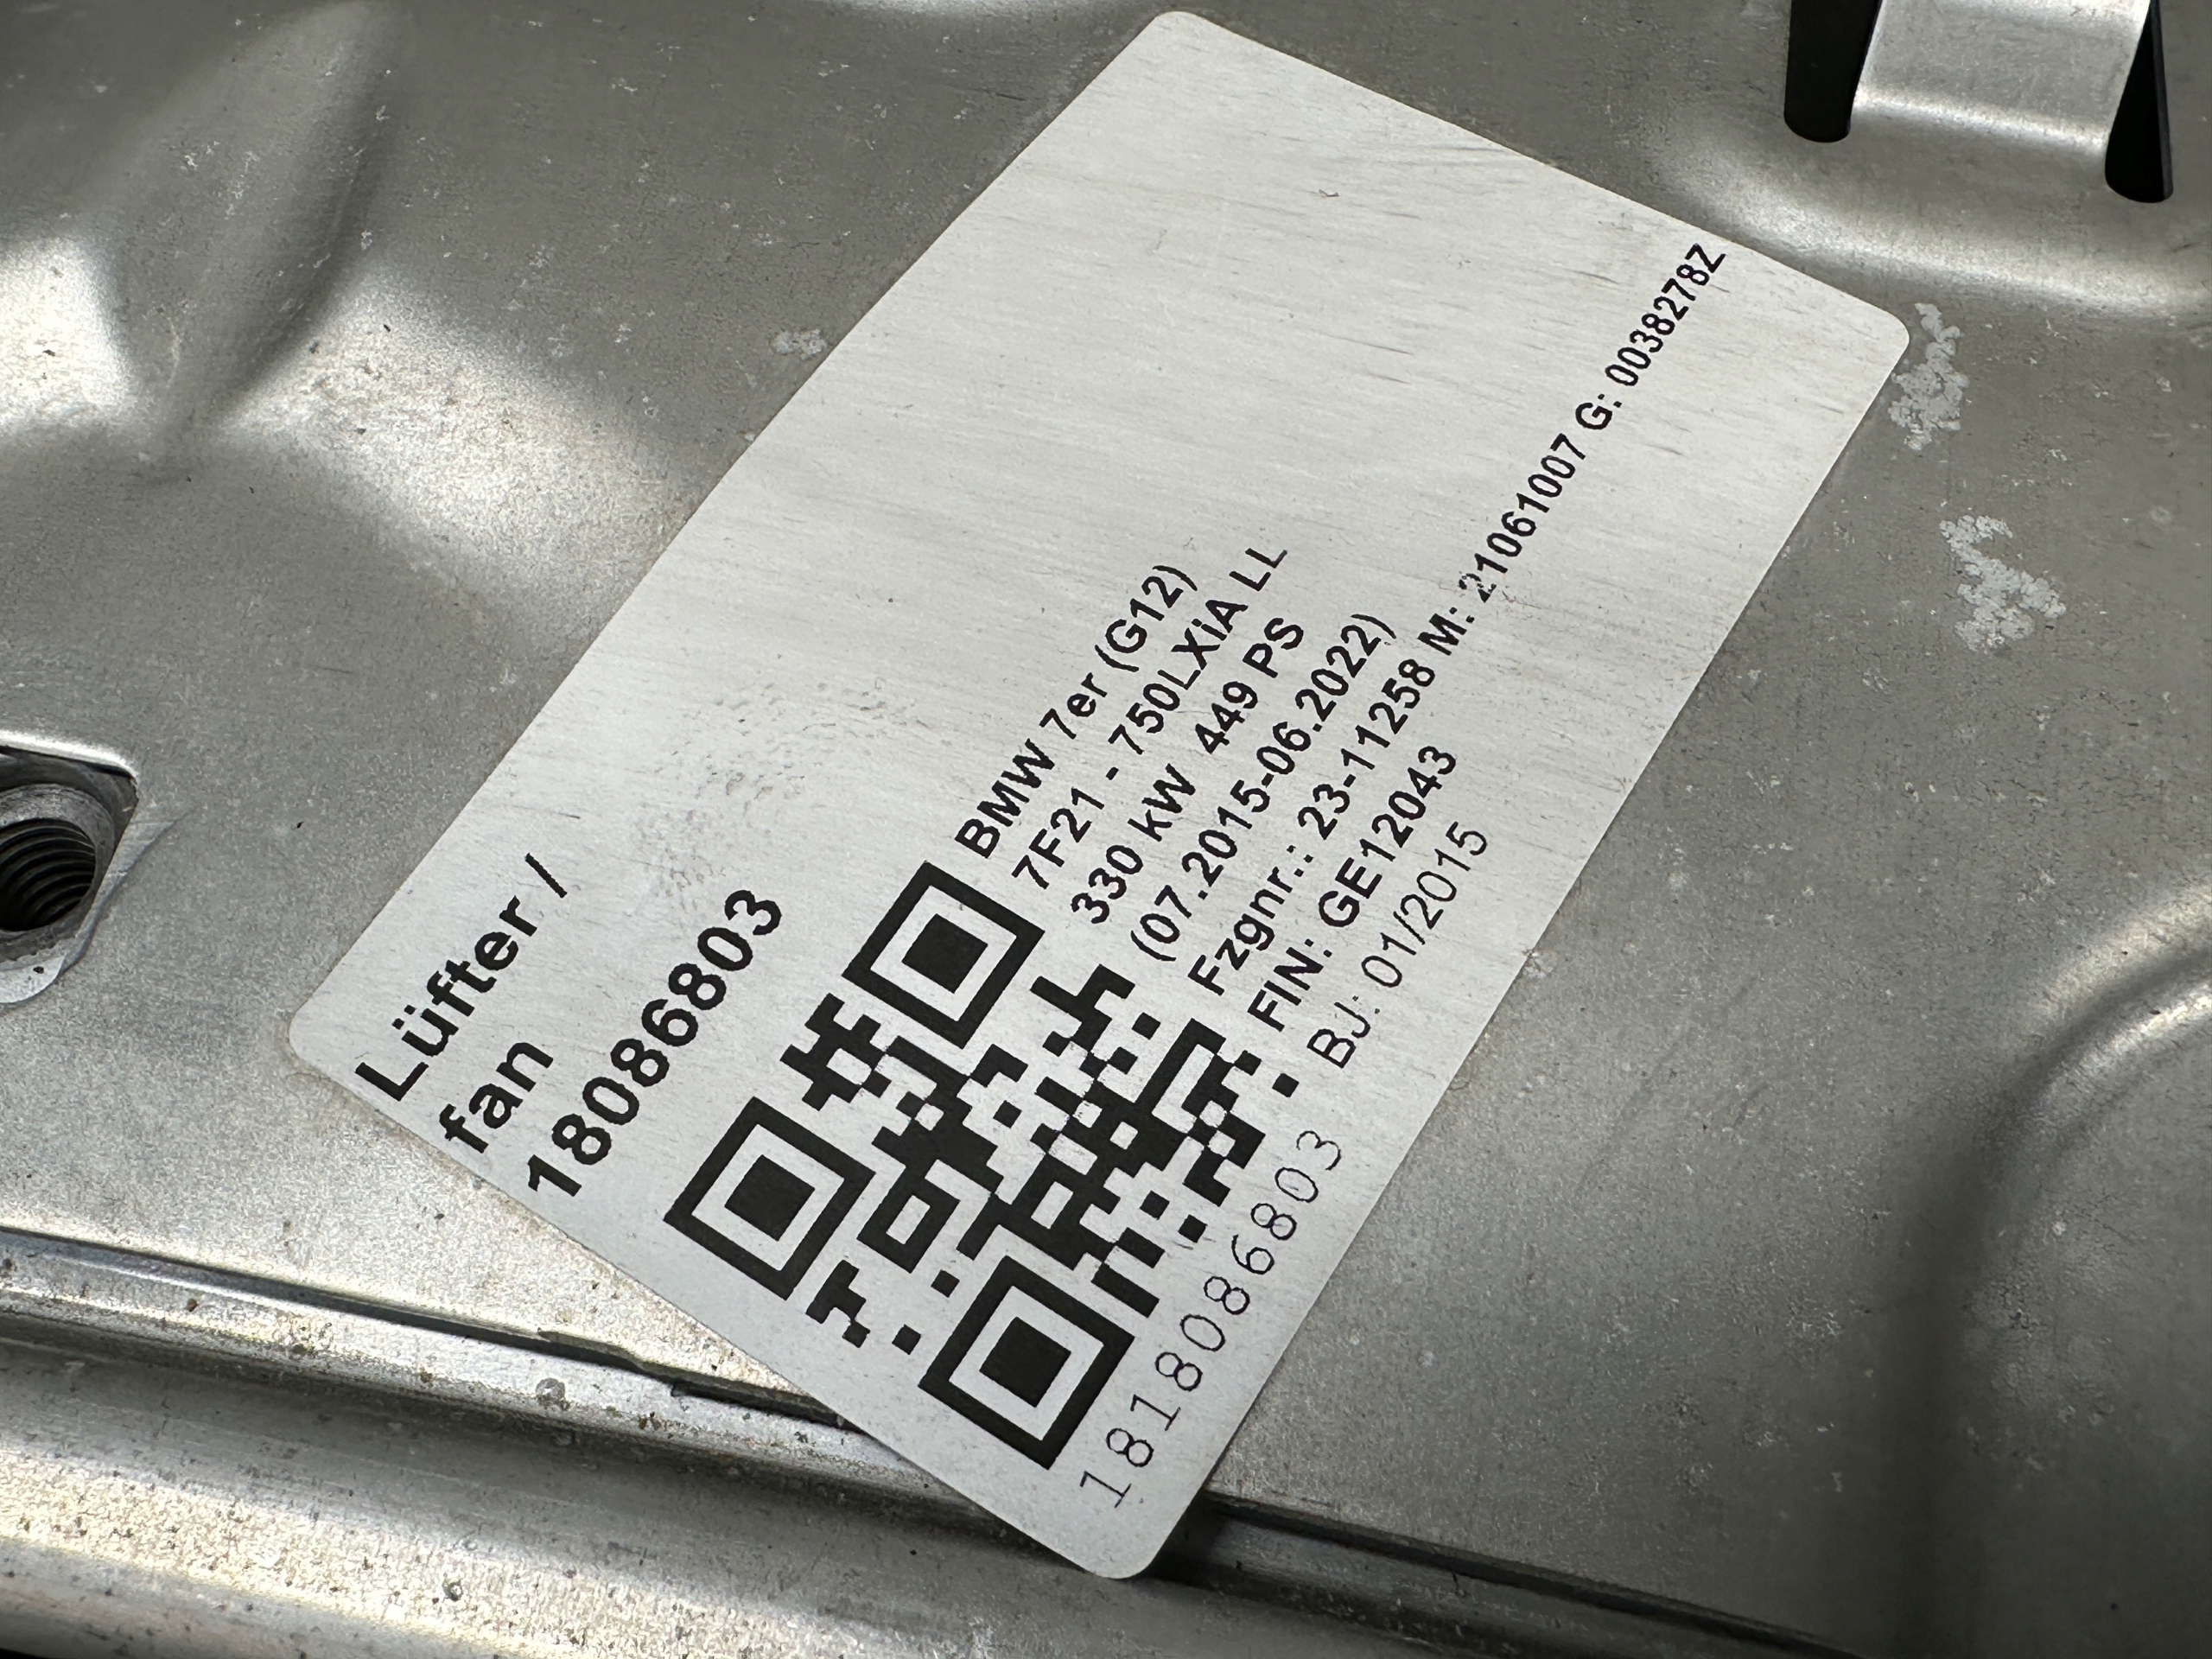 Lüfter /
fan
18086803
BMW 7er (G12)
7F21 - 750LXiA LL
330 kW 449 PS
(07.2015-06.2022)
Fzgnr.: 23-11258 M: 21061007 G: 00382782
FIN: GE12043
BJ: 01/2015
1818086803